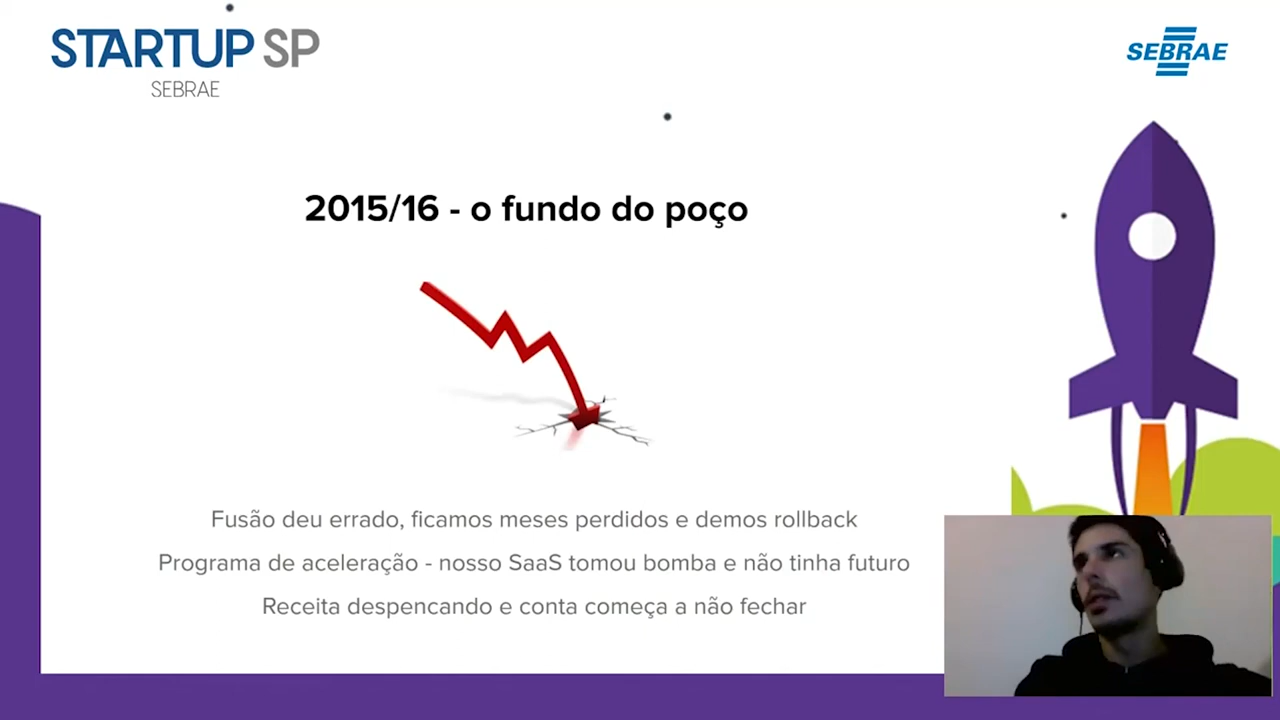 STARTUP SP
SEBRAE
SEBRAE
2015/16 - o fundo do poço
Fusão deu errado, ficamos meses perdidos e demos rollback
Programa de aceleração - nosso SaaS tomou bomba e não tinha futuro
Receita despencando e conta começa a não fechar